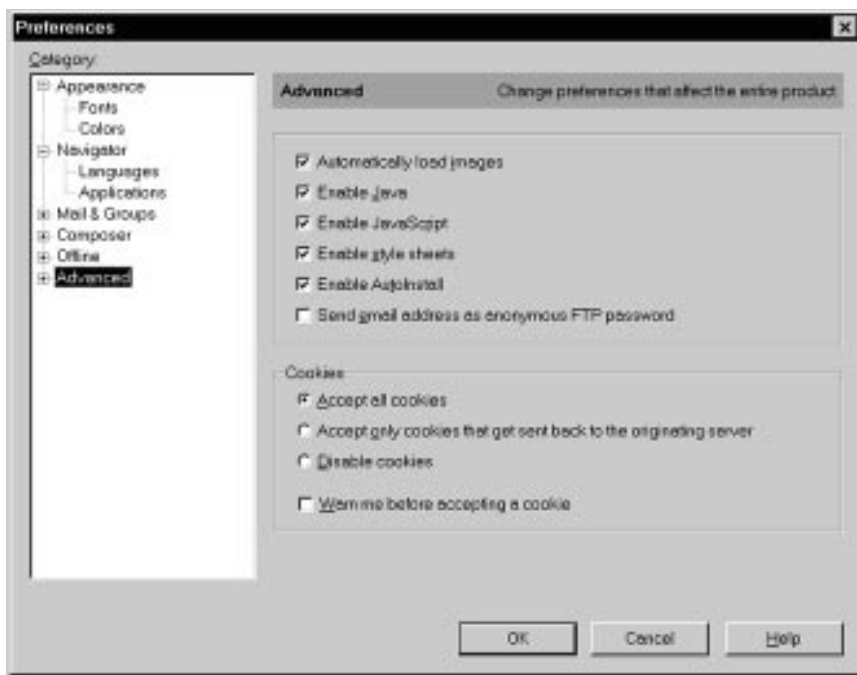 Preferences
Category:
Appearance
Fonts
Colors
Navigator
Languages
Applications
Mail & Groups
Composer
Offline
Advanced
Advanced Change preferences that affect the entire product
Automatically load images
Enable Java
Enable JavaScript
Enable style sheets
Enable AutoInstall
Send email address as anonymous FTP password
Cookies
Accept all cookies
Accept only cookies that get sent back to the originating server
Disable cookies
Warn me before accepting a cookie
OK Cancel Help